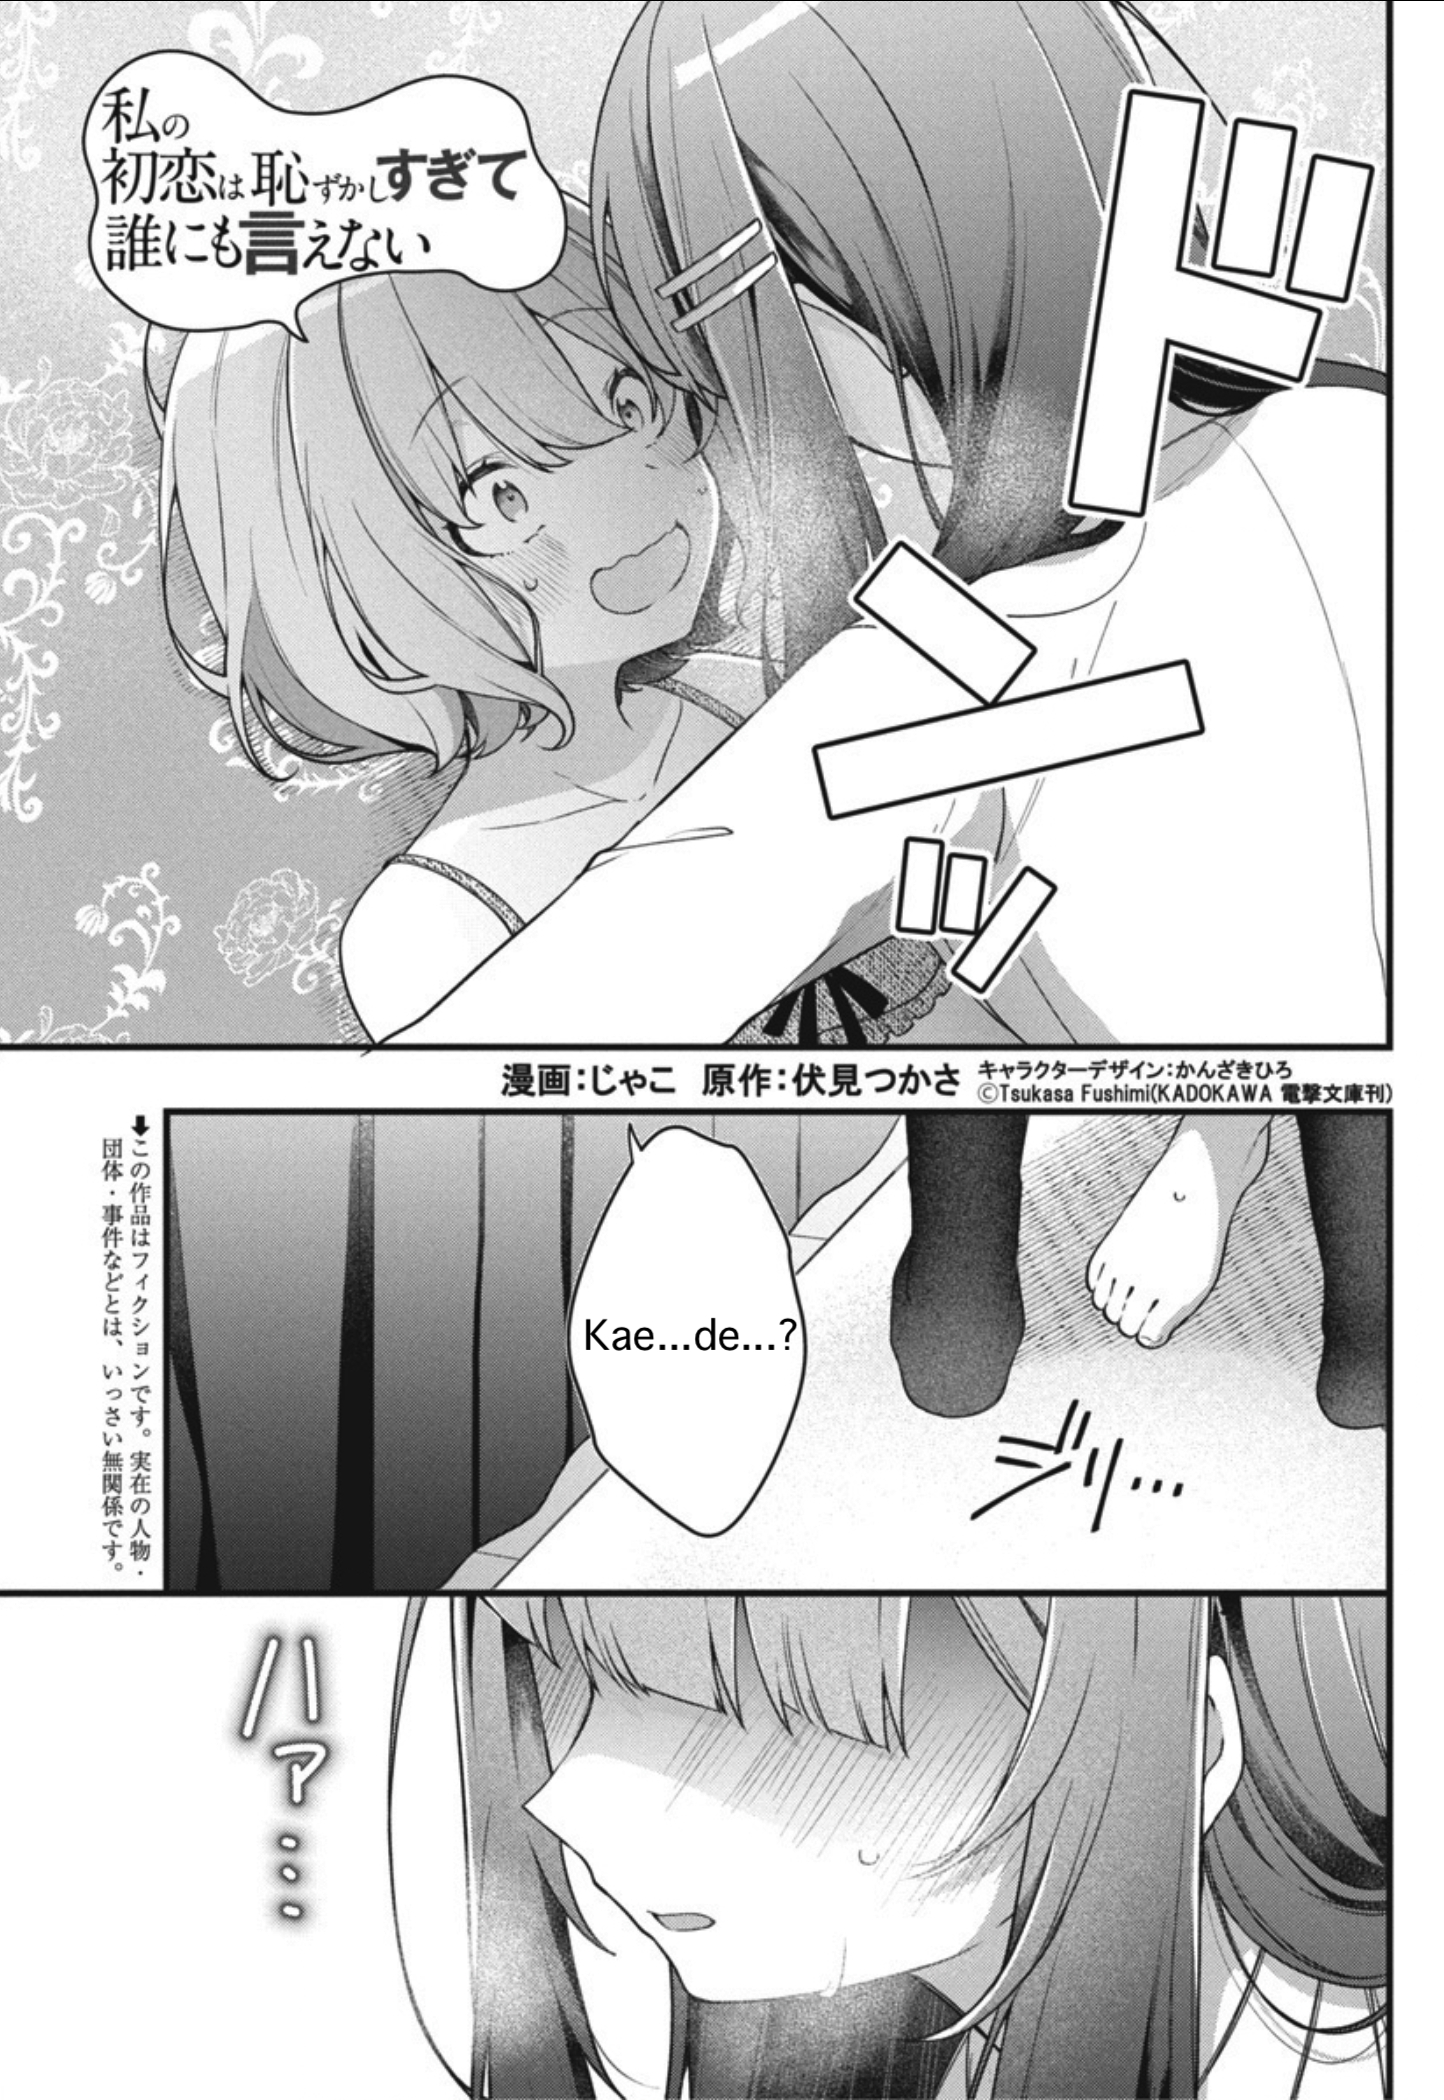 私の
初恋は恥ずかしすぎて
誰にも言えない
ドンッ
漫画：じゃこ 原作：伏見つかさ
キャラクターデザイン：かんざきひろ
©Tsukasa Fushimi(KADOKAWA 電撃文庫刊)
⬇この作品はフィクションです。実在の人物・
団体・事件などとは、いっさい無関係です。
Kae...de...?
ジリ…
ハァ……